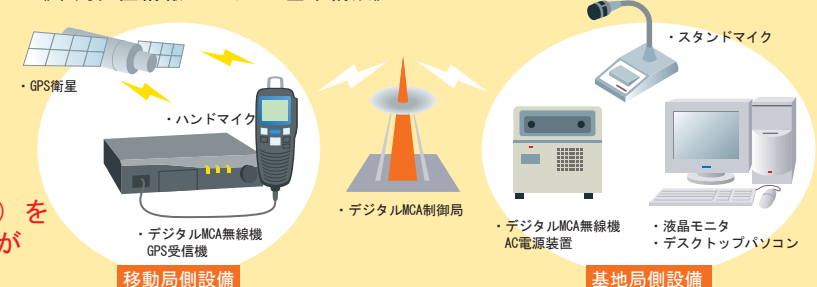 ・スタンドマイク
・GPS衛星
・ハンドマイク
）を
が
・デジタルMCA制御局
・デジタルMCA無線機
GPS受信機
・デジタルMCA無線機
AC電源装置
・液晶モニタ
・デスクトップパソコン
移動局側設備
基地局側設備